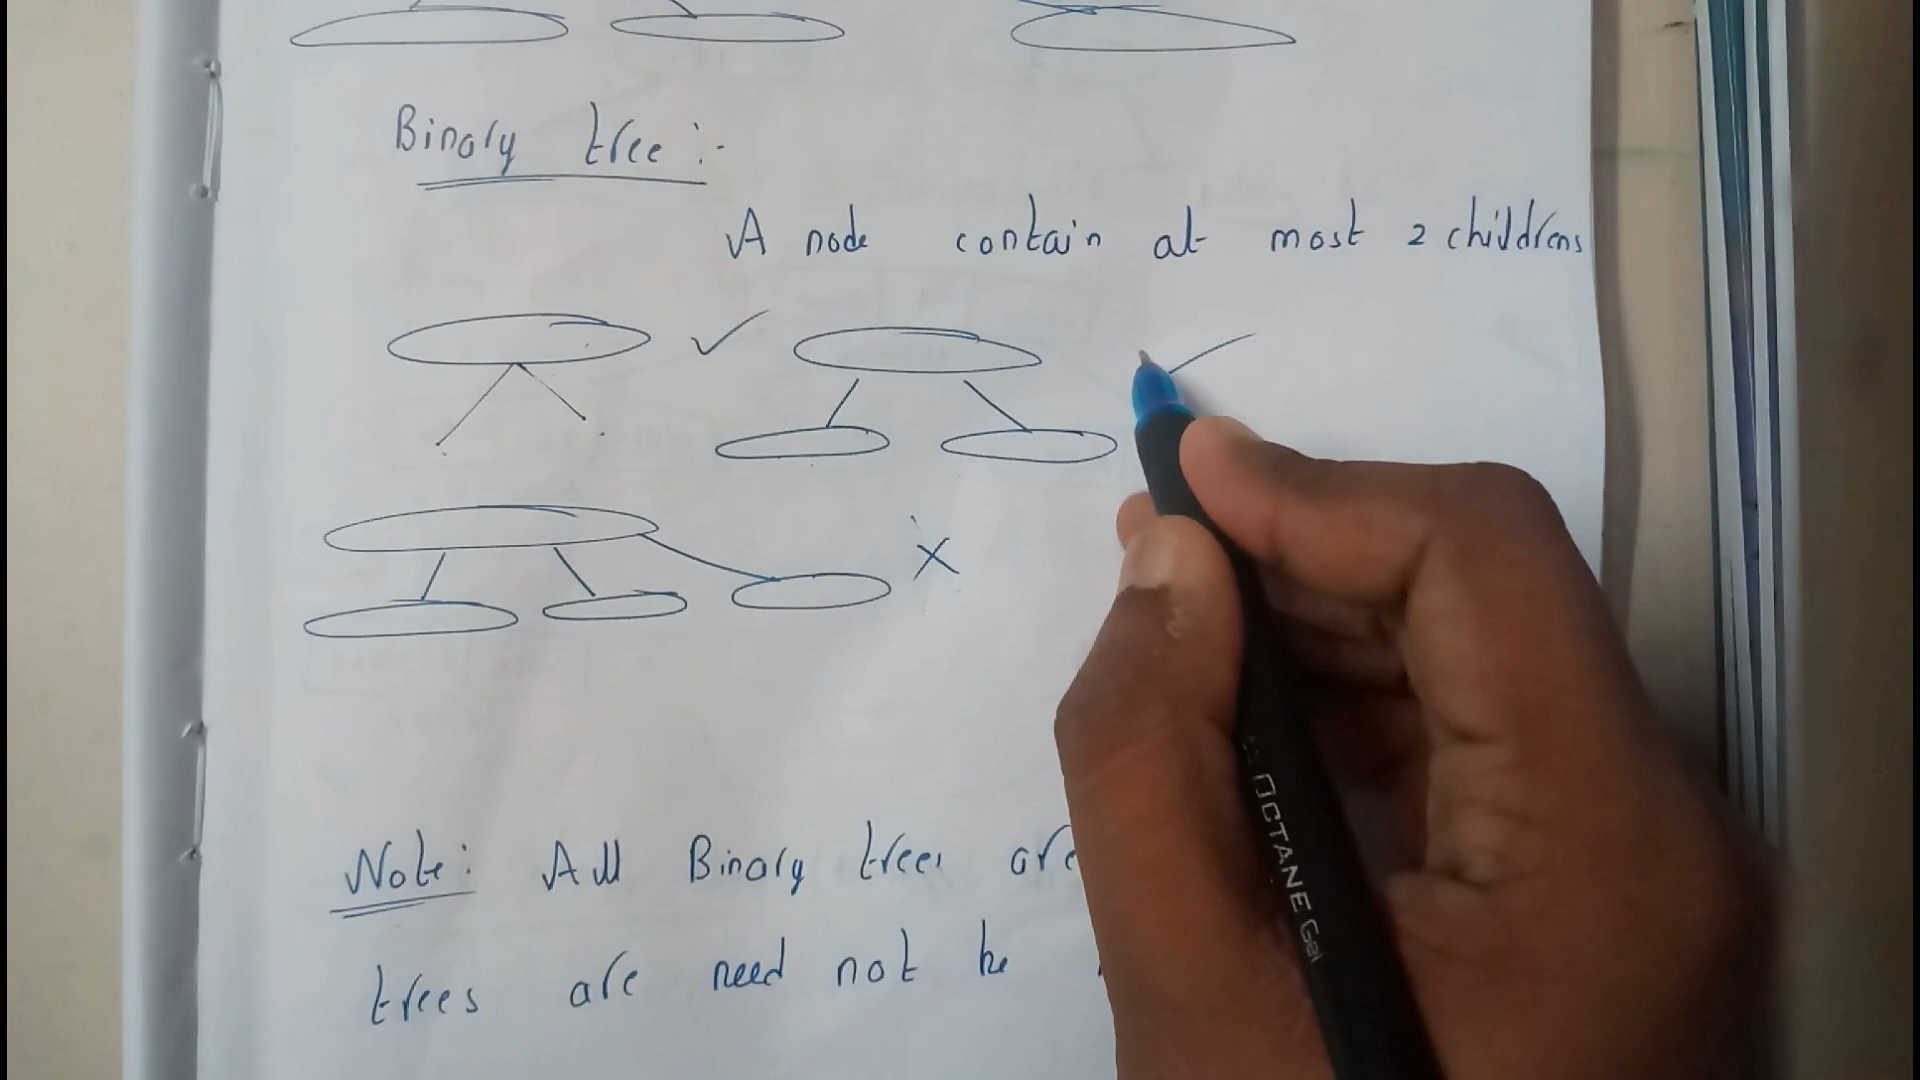 Binary tree :-
A node contain at most 2 childrens
Note: All Binary trees are
trees are need not be
OCTANE Gel